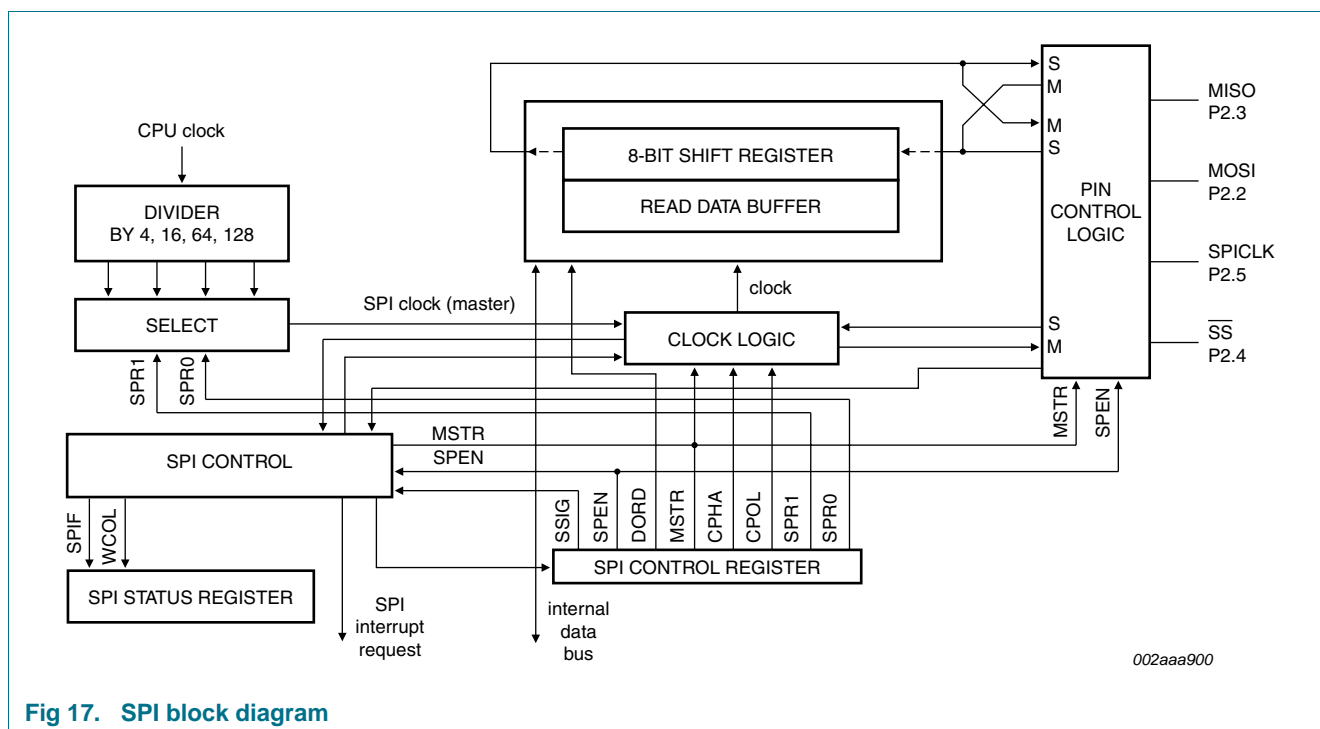 CPU clock
DIVIDER
BY 4, 16, 64, 128
SELECT
SPR1
SPR0
SPI clock (master)
8-BIT SHIFT REGISTER
READ DATA BUFFER
clock
CLOCK LOGIC
S
M
M
S
PIN
CONTROL
LOGIC
S
M
MISO
P2.3
MOSI
P2.2
SPICLK
P2.5
SS
P2.4
MSTR
SPEN
SPI CONTROL
MSTR
SPEN
SPIF
WCOL
SPI STATUS REGISTER
SPI
interrupt
request
SSIG
SPEN
DORD
MSTR
CPHA
CPOL
SPR1
SPR0
SPI CONTROL REGISTER
internal
data
bus
002aaa900
Fig 17. SPI block diagram